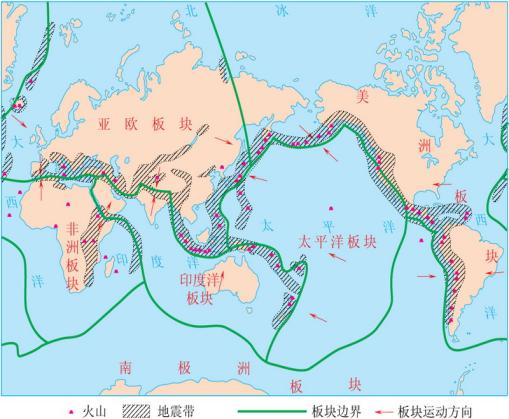 北冰洋
亚欧板块
美洲板块
大西洋
大西洋
非洲板块
太平洋
太平洋板块
印度洋
印度洋
板块
南极洲板块
火山
地震带
板块边界
板块运动方向